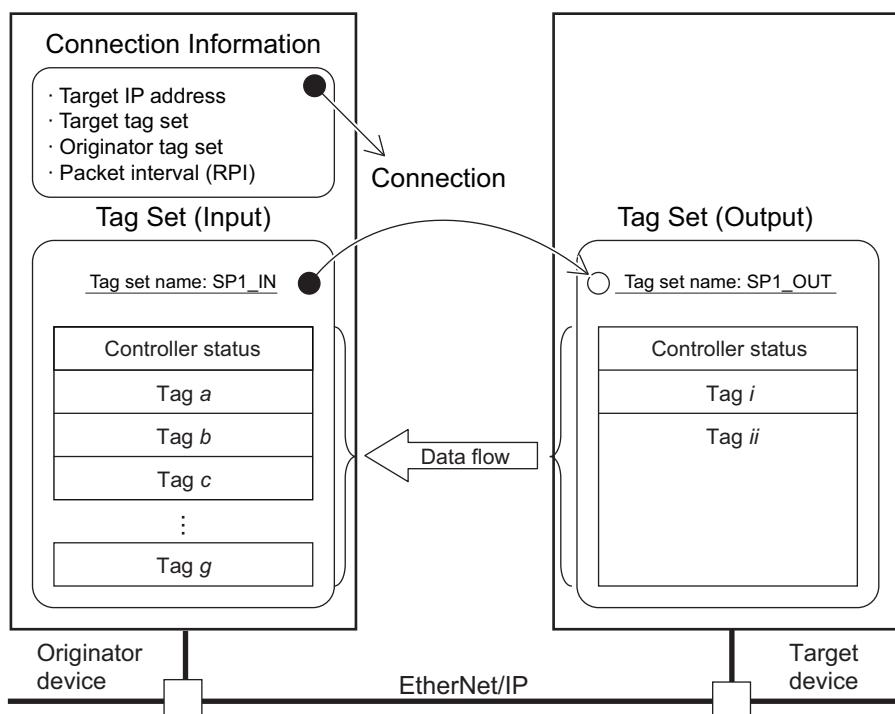 Connection Information
· Target IP address
· Target tag set
· Originator tag set
· Packet interval (RPI)
Connection
Tag Set (Input)
Tag set name: SP1_IN
Controller status
Tag a
Tag b
Tag c
⋮
Tag g
Data flow
Tag Set (Output)
Tag set name: SP1_OUT
Controller status
Tag i
Tag ii
Originator
device
EtherNet/IP
Target
device